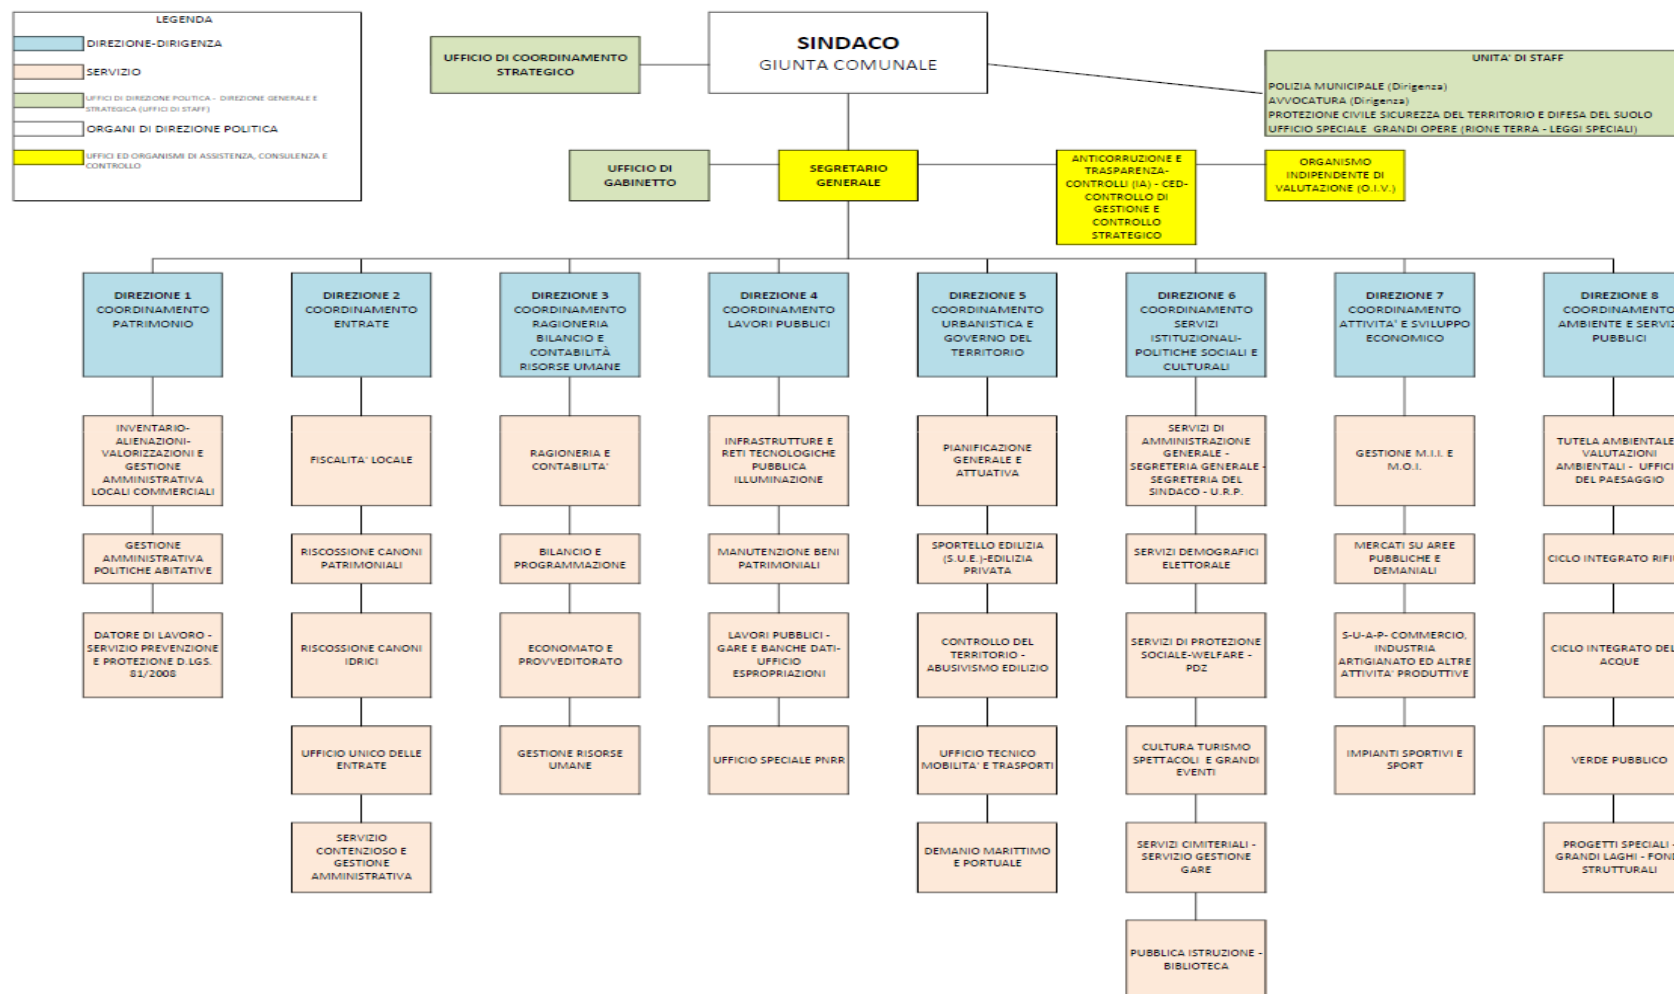 LEGENDA
DIREZIONE-DIRIGENZA
SERVIZIO
UFFICI DI DIREZIONE POLITICA - DIREZIONE GENERALE E
STRATEGICA (UFFICI DI STAFF)
ORGANI DI DIREZIONE POLITICA
UFFICI ED ORGANISMI DI ASSISTENZA, CONSULENZA E
CONTROLLO
UFFICIO DI COORDINAMENTO
STRATEGICO
SINDACO
GIUNTA COMUNALE
UNITA' DI STAFF
POLIZIA MUNICIPALE (Dirigenza)
AVVOCATURA (Dirigenza)
PROTEZIONE CIVILE SICUREZZA DEL TERRITORIO E DIFESA DEL SUOLO
UFFICIO SPECIALE GRANDI OPERE (RIONE TERRA - LEGGI SPECIALI)
UFFICIO DI
GABINETTO
SEGRETARIO
GENERALE
ANTICORRUZIONE E
TRASPARENZA-
CONTROLLI (IA) - CED-
CONTROLLO DI
GESTIONE E
CONTROLLO
STRATEGICO
ORGANISMO
INDIPENDENTE DI
VALUTAZIONE (O.I.V.)
DIREZIONE 1
COORDINAMENTO
PATRIMONIO
INVENTARIO-
ALIENAZIONI-
VALORIZZAZIONI E
GESTIONE
AMMINISTRATIVA
LOCALI COMMERCIALI
GESTIONE
AMMINISTRATIVA
POLITICHE ABITATIVE
DATORE DI LAVORO -
SERVIZIO PREVENZIONE
E PROTEZIONE D.LGS.
81/2008
DIREZIONE 2
COORDINAMENTO
ENTRATE
FISCALITA' LOCALE
RISCOSSIONE CANONI
PATRIMONIALI
RISCOSSIONE CANONI
IDRICI
UFFICIO UNICO DELLE
ENTRATE
SERVIZIO
CONTENZIOSO E
GESTIONE
AMMINISTRATIVA
DIREZIONE 3
COORDINAMENTO
RAGIONERIA
BILANCIO E
CONTABILITÀ
RISORSE UMANE
RAGIONERIA E
CONTABILITA'
BILANCIO E
PROGRAMMAZIONE
ECONOMATO E
PROVVEDITORATO
GESTIONE RISORSE
UMANE
DIREZIONE 4
COORDINAMENTO
LAVORI PUBBLICI
INFRASTRUTTURE E
RETI TECNOLOGICHE
PUBBLICA
ILLUMINAZIONE
MANUTENZIONE BENI
PATRIMONIALI
LAVORI PUBBLICI -
GARE E BANCHE DATI-
UFFICIO
ESPROPRIAZIONI
UFFICIO SPECIALE PNRR
DIREZIONE 5
COORDINAMENTO
URBANISTICA E
GOVERNO DEL
TERRITORIO
PIANIFICAZIONE
GENERALE E
ATTUATIVA
SPORTELLO EDILIZIA
(S.U.E.)-EDILIZIA
PRIVATA
CONTROLLO DEL
TERRITORIO -
ABUSIVISMO EDILIZIO
UFFICIO TECNICO
MOBILITA' E TRASPORTI
DEMANIO MARITTIMO
E PORTUALE
DIREZIONE 6
COORDINAMENTO
SERVIZI
ISTITUZIONALI-
POLITICHE SOCIALI E
CULTURALI
SERVIZI DI
AMMINISTRAZIONE
GENERALE -
SEGRETERIA GENERALE -
SEGRETERIA DEL
SINDACO - U.R.P.
SERVIZI DEMOGRAFICI
ELETTORALE
SERVIZI DI PROTEZIONE
SOCIALE-WELFARE -
PDZ
CULTURA TURISMO
SPETTACOLI E GRANDI
EVENTI
SERVIZI CIMITERIALI -
SERVIZIO GESTIONE
GARE
PUBBLICA ISTRUZIONE -
BIBLIOTECA
DIREZIONE 7
COORDINAMENTO
ATTIVITA' E SVILUPPO
ECONOMICO
GESTIONE M.I.I. E
M.O.I.
MERCATI SU AREE
PUBBLICHE E
DEMANIALI
S-U-A-P- COMMERCIO,
INDUSTRIA
ARTIGIANATO ED ALTRE
ATTIVITA' PRODUTTIVE
IMPIANTI SPORTIVI E
SPORT
DIREZIONE 8
COORDINAMENTO
AMBIENTE E SERVIZ
PUBBLICI
TUTELA AMBIENTALE
VALUTAZIONI
AMBIENTALI - UFFICI
DEL PAESAGGIO
CICLO INTEGRATO
CICLO INTEGRATO DEL
ACQUE
VERDE PUBBLICO
PROGETTI SPECIALI -
GRANDI LAGHI - FOND
STRUTTURALI